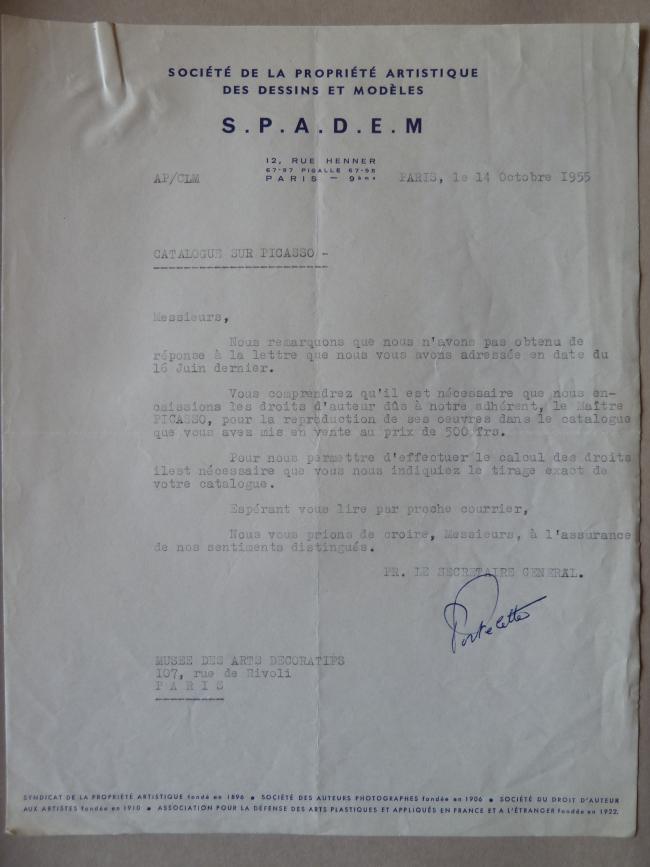 SOCIÉTÉ DE LA PROPRIÉTÉ ARTISTIQUE
DES DESSINS ET MODÈLES
S.P.A.D.E.M
12, RUE HENNER
67-97 PIGALLE 67-98
PARIS — 9ème
AP/CLM
PARIS, le 14 Octobre 1955
CATALOGUE SUR PICASSO -
Messieurs,
Nous remarquons que nous n'avons pas obtenu de
réponse à la lettre que nous vous avons adressée en date du
16 Juin dernier.
Vous comprendrez qu'il est nécessaire que nous en-
caissions les droits d'auteur dûs à notre adhérent, le Maître
PICASSO, pour la reproduction de ses oeuvres dans le catalogue
que vous avez mis en vente au prix de 500 frs.
Pour nous permettre d'effectuer le calcul des droits
ilest nécessaire que vous nous indiquiez le tirage exact de
votre catalogue.
Espérant vous lire par proche courrier,
Nous vous prions de croire, Messieurs, à l'assurance
de nos sentiments distingués.
PR. LE SECRETAIRE GENERAL.
MUSEE DES ARTS DECORATIFS
107, rue de Rivoli
P A R I S
SYNDICAT DE LA PROPRIÉTÉ ARTISTIQUE fondé en 1896 ■ SOCIÉTÉ DES AUTEURS PHOTOGRAPHES fondée en 1906 ■ SOCIÉTÉ DU DROIT D'AUTEUR
AUX ARTISTES fondée en 1910 ■ ASSOCIATION POUR LA DÉFENSE DES ARTS PLASTIQUES ET APPLIQUÉS EN FRANCE ET A L'ÉTRANGER fondée en 1922.